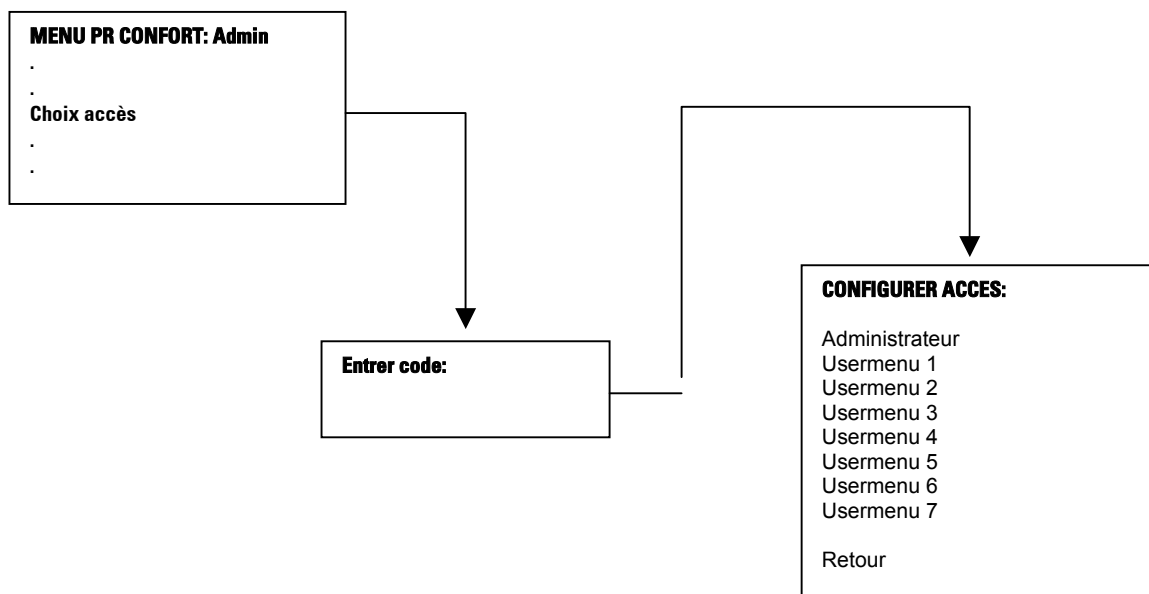 MENU PR CONFORT: Admin
.
.
Choix accès
.
.
Entrer code:
CONFIGURER ACCES:
Administrateur
Usermenu 1
Usermenu 2
Usermenu 3
Usermenu 4
Usermenu 5
Usermenu 6
Usermenu 7
Retour